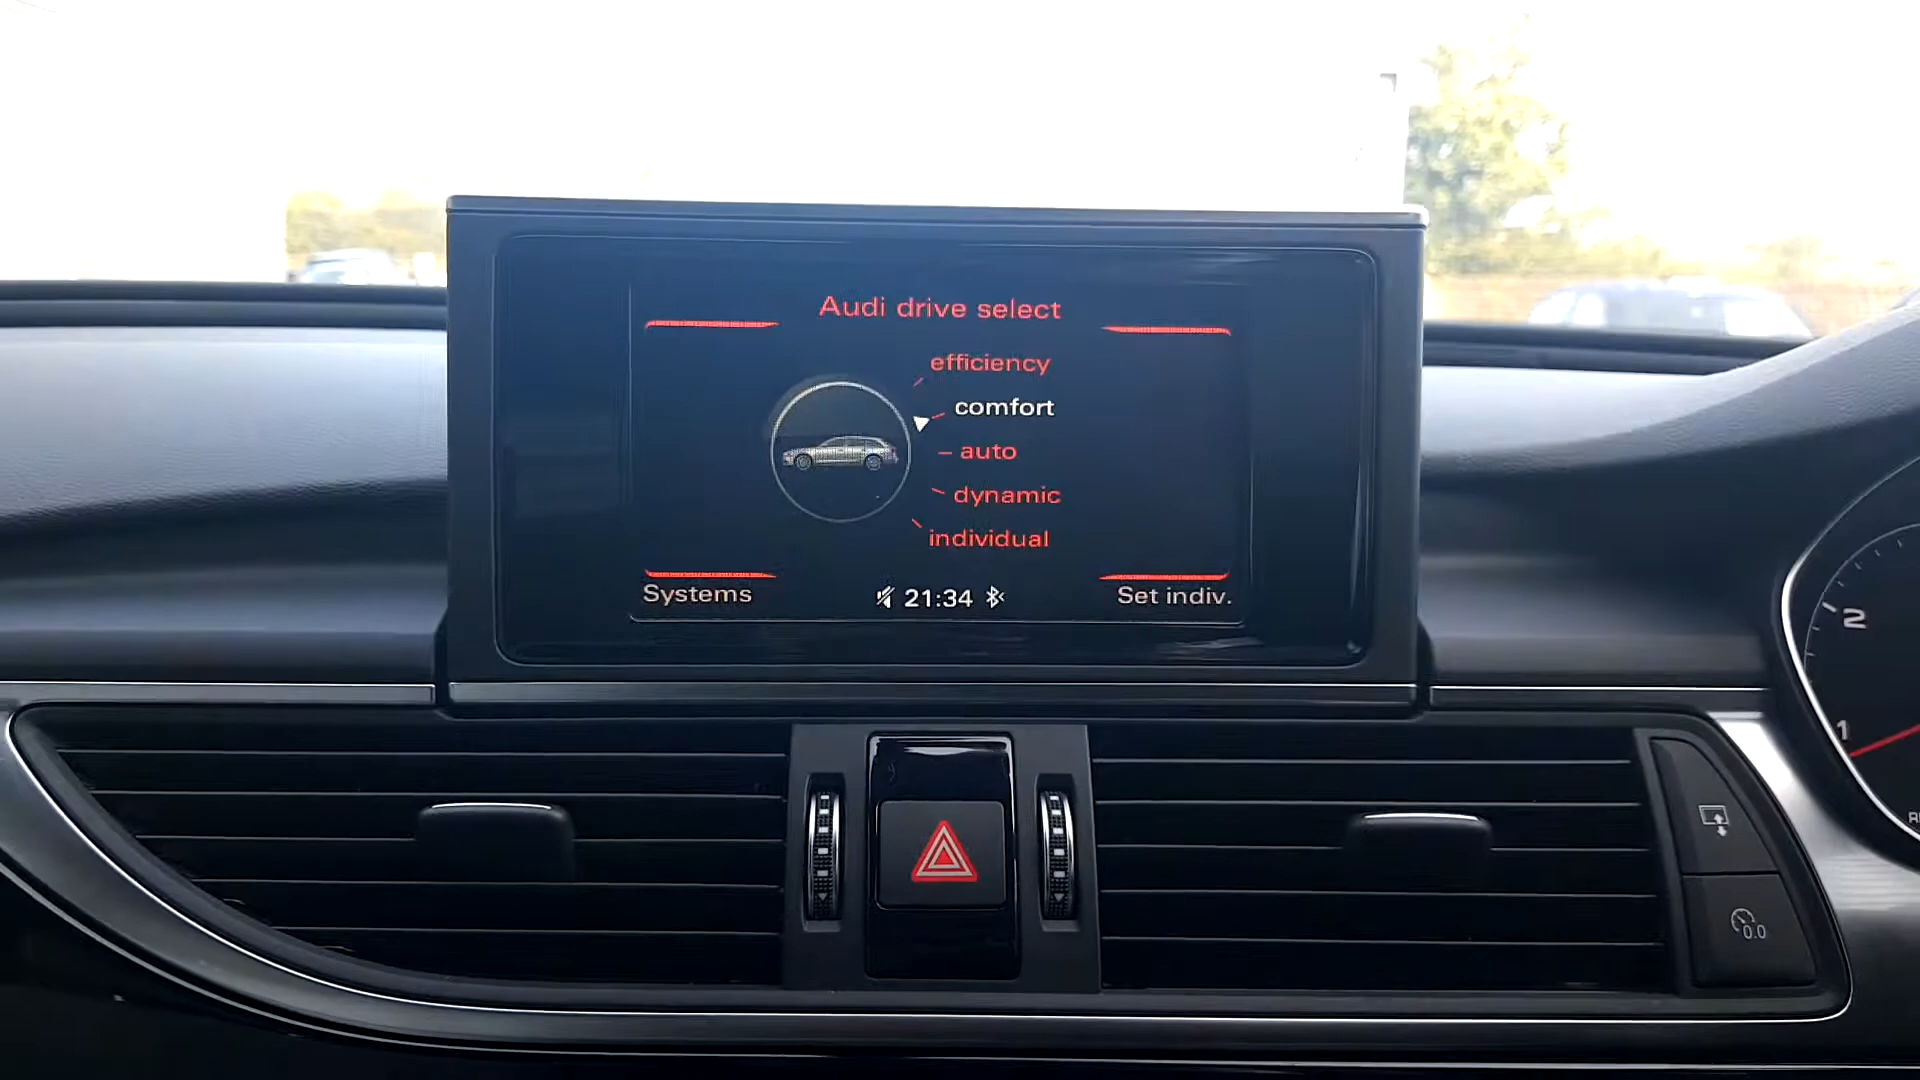 Audi drive select
efficiency
comfort
auto
dynamic
individual
Systems
21:34
Set indiv.
2
1
0.0